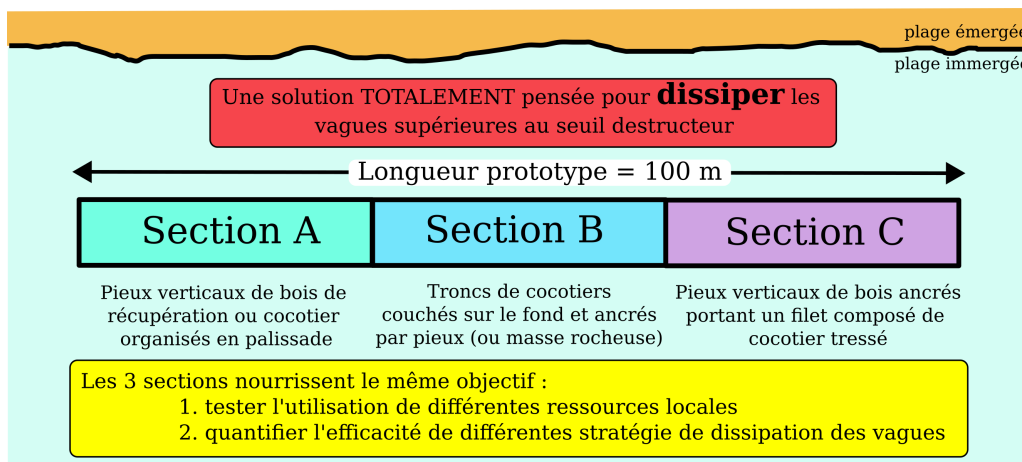 plage émergée
plage immergée
Une solution TOTALEMENT pensée pour dissiper les
vagues supérieures au seuil destructeur
Longueur prototype = 100 m
Section A
Section B
Section C
Pieux verticaux de bois de
récupération ou cocotier
organisés en palissade
Troncs de cocotiers
couchés sur le fond et ancrés
par pieux (ou masse rocheuse)
Pieux verticaux de bois ancrés
portant un filet composé de
cocotier tressé
Les 3 sections nourrissent le même objectif :
1. tester l'utilisation de différentes ressources locales
2. quantifier l'efficacité de différentes stratégie de dissipation des vagues